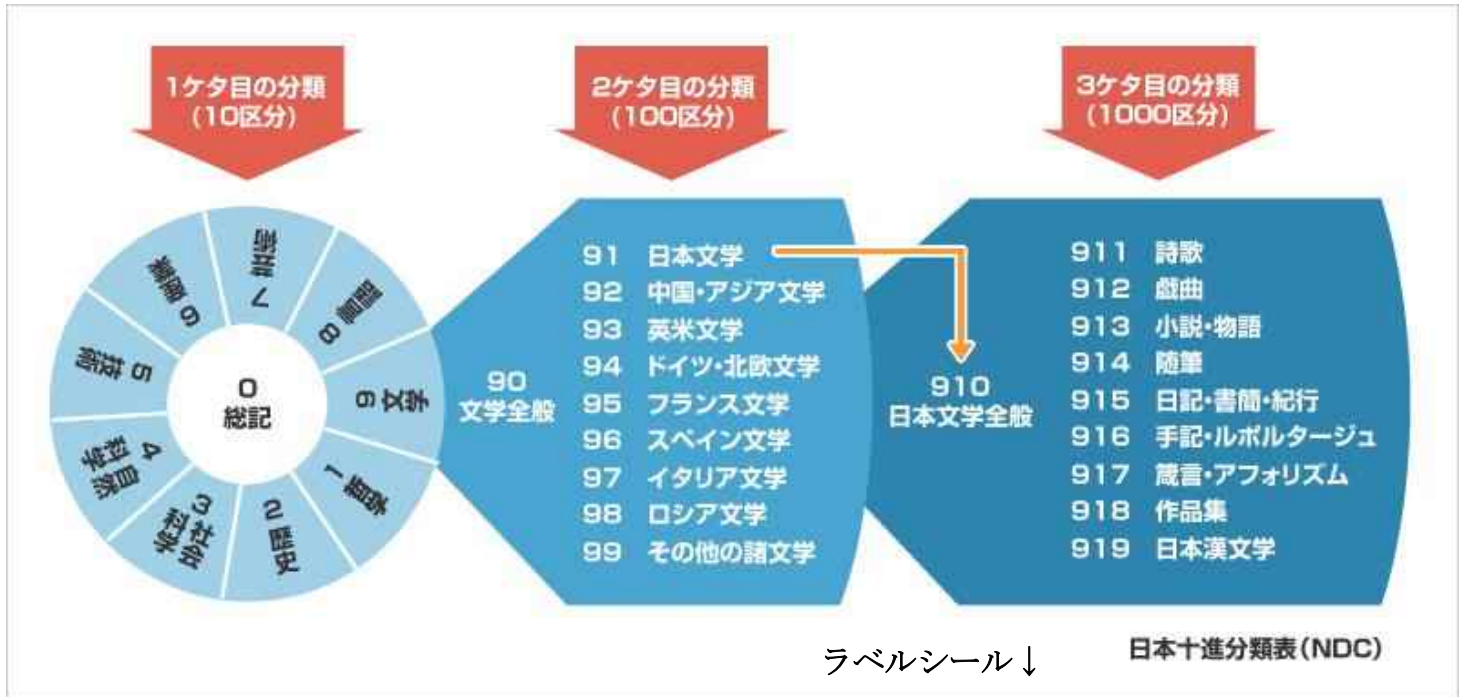 1ケタ目の分類
(10区分)
2ケタ目の分類
(100区分)
3ケタ目の分類
(1000区分)
0
総記
1 哲学
2 歴史
3 社会
科学
4 自然
科学
5 技術
6 産業
7 芸術
8 言語
9 文学
90
文学全般
91 日本文学
92 中国・アジア文学
93 英米文学
94 ドイツ・北欧文学
95 フランス文学
96 スペイン文学
97 イタリア文学
98 ロシア文学
99 その他の諸文学
910
日本文学全般
911 詩歌
912 戯曲
913 小説・物語
914 随筆
915 日記・書簡・紀行
916 手記・ルポルタージュ
917 箴言・アフォリズム
918 作品集
919 日本漢文学
ラベルシール↓
日本十進分類表(NDC)